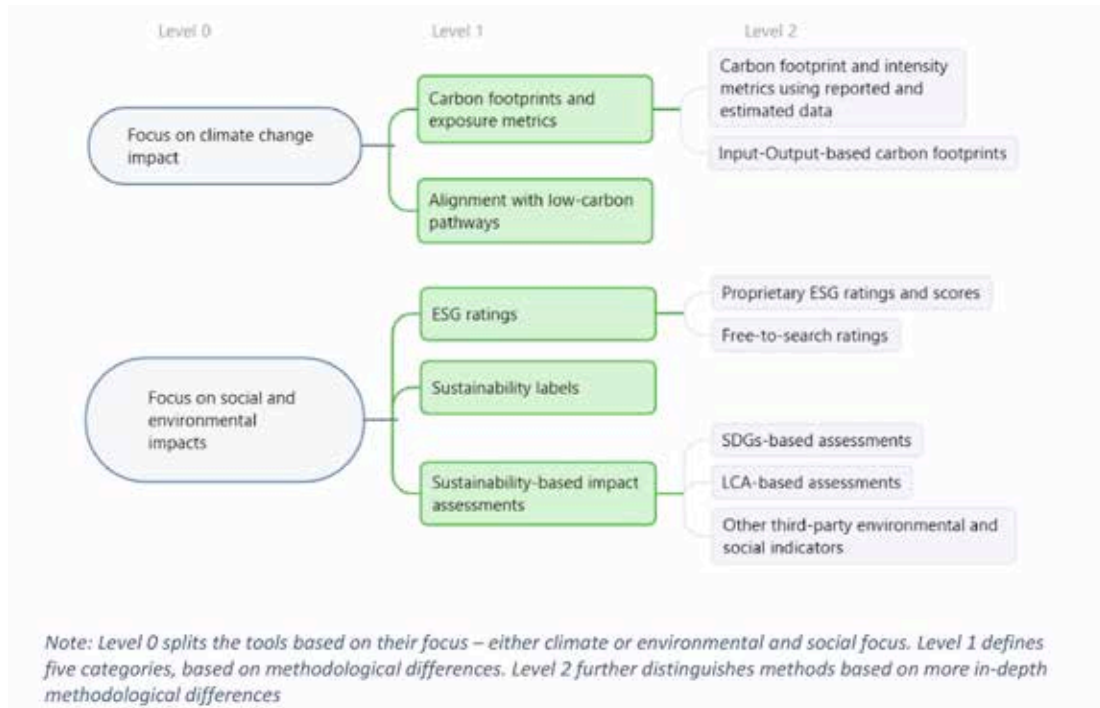 Level 0
Level 1
Level 2
Focus on climate change
impact
Carbon footprints and
exposure metrics
Carbon footprint and intensity
metrics using reported and
estimated data
Input-Output-based carbon footprints
Alignment with low-carbon
pathways
Focus on social and
environmental
impacts
ESG ratings
Proprietary ESG ratings and scores
Free-to-search ratings
Sustainability labels
Sustainability-based impact
assessments
SDGs-based assessments
LCA-based assessments
Other third-party environmental and
social indicators
Note: Level 0 splits the tools based on their focus – either climate or environmental and social focus. Level 1 defines
five categories, based on methodological differences. Level 2 further distinguishes methods based on more in-depth
methodological differences